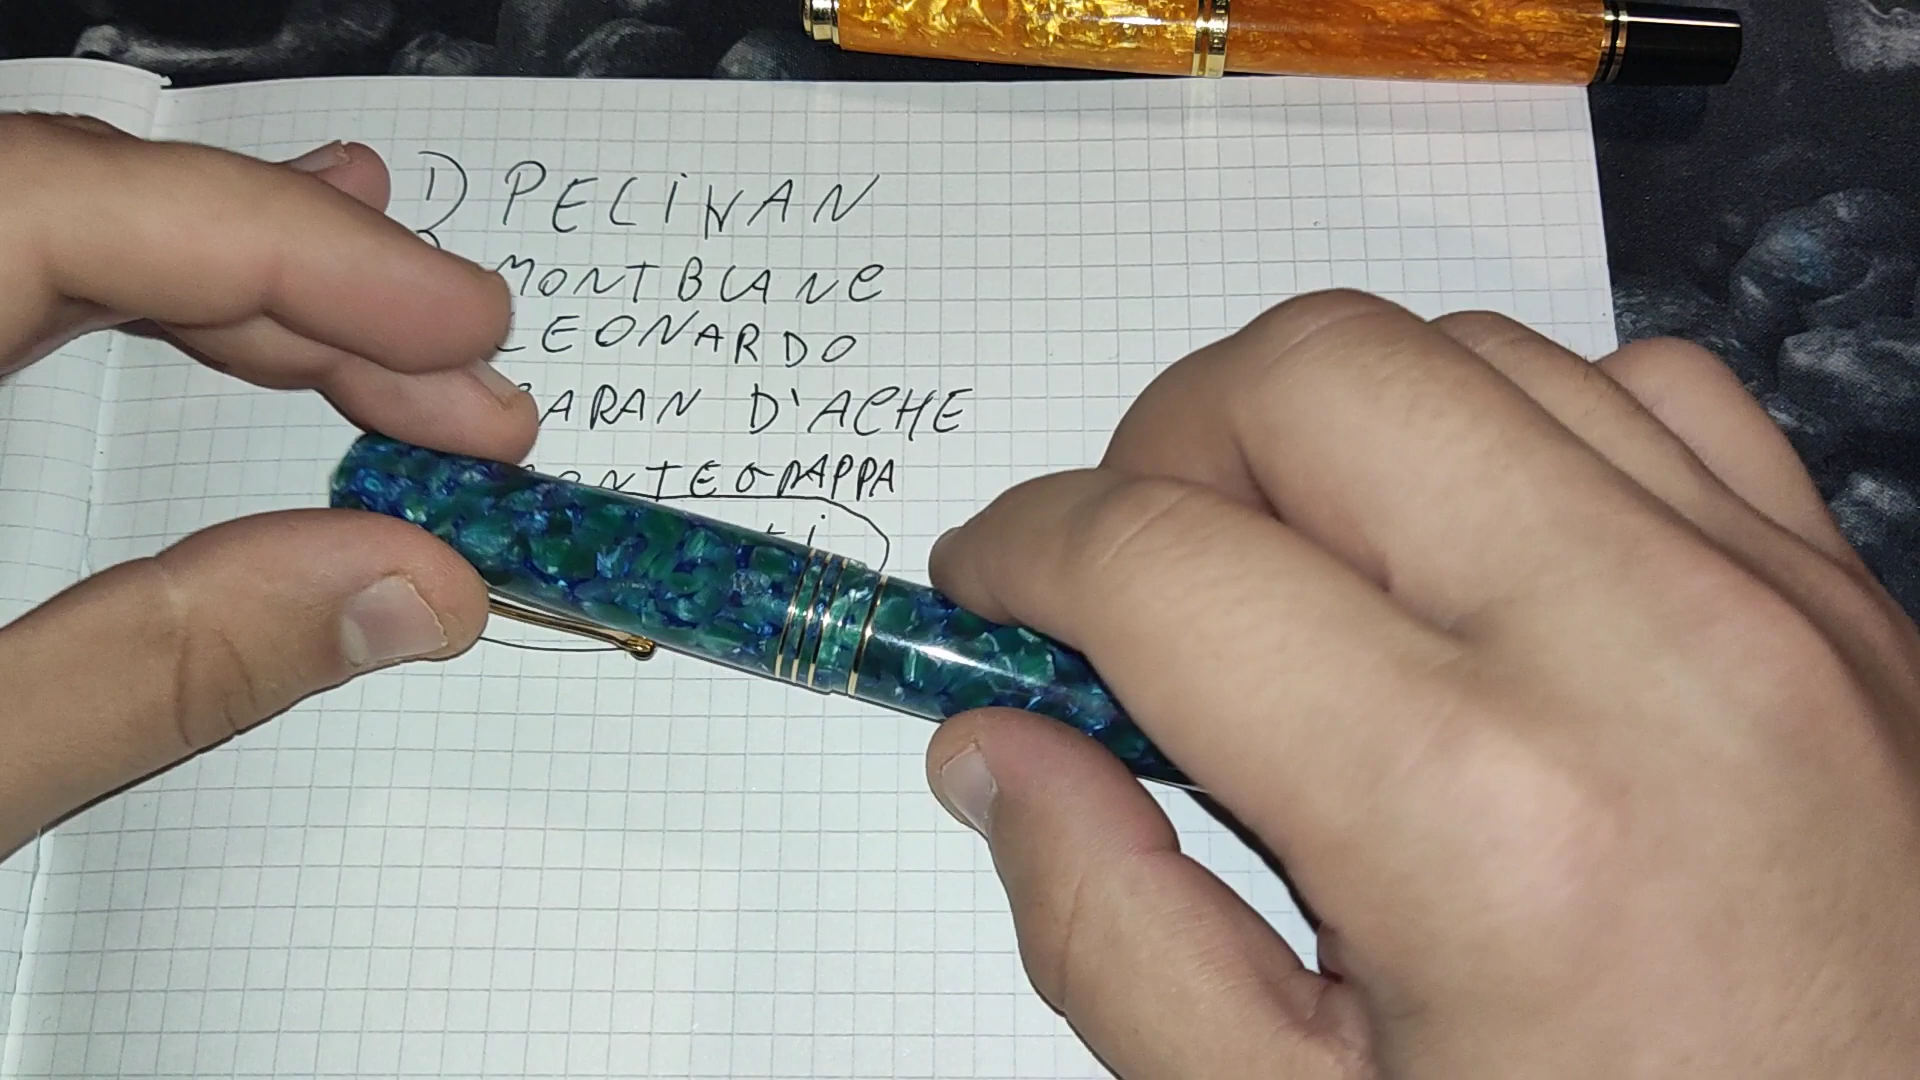 1) PELIKAN
MONTBLANC
LEONARDO
CARAN D'ACHE
MONTEGRAPPA